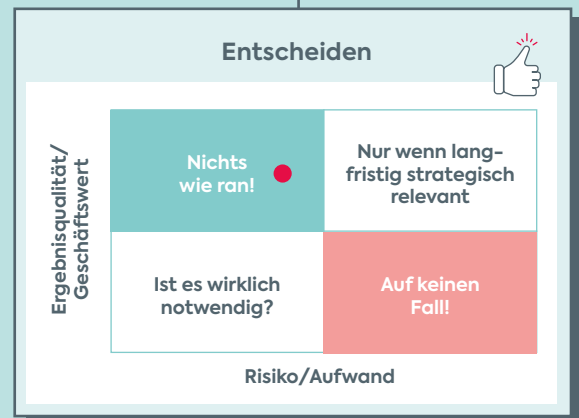 Entscheiden
Ergebnisqualität/
Geschäftswert
Nichts
wie ran!
Nur wenn lang-
fristig strategisch
relevant
Ist es wirklich
notwendig?
Auf keinen
Fall!
Risiko/Aufwand